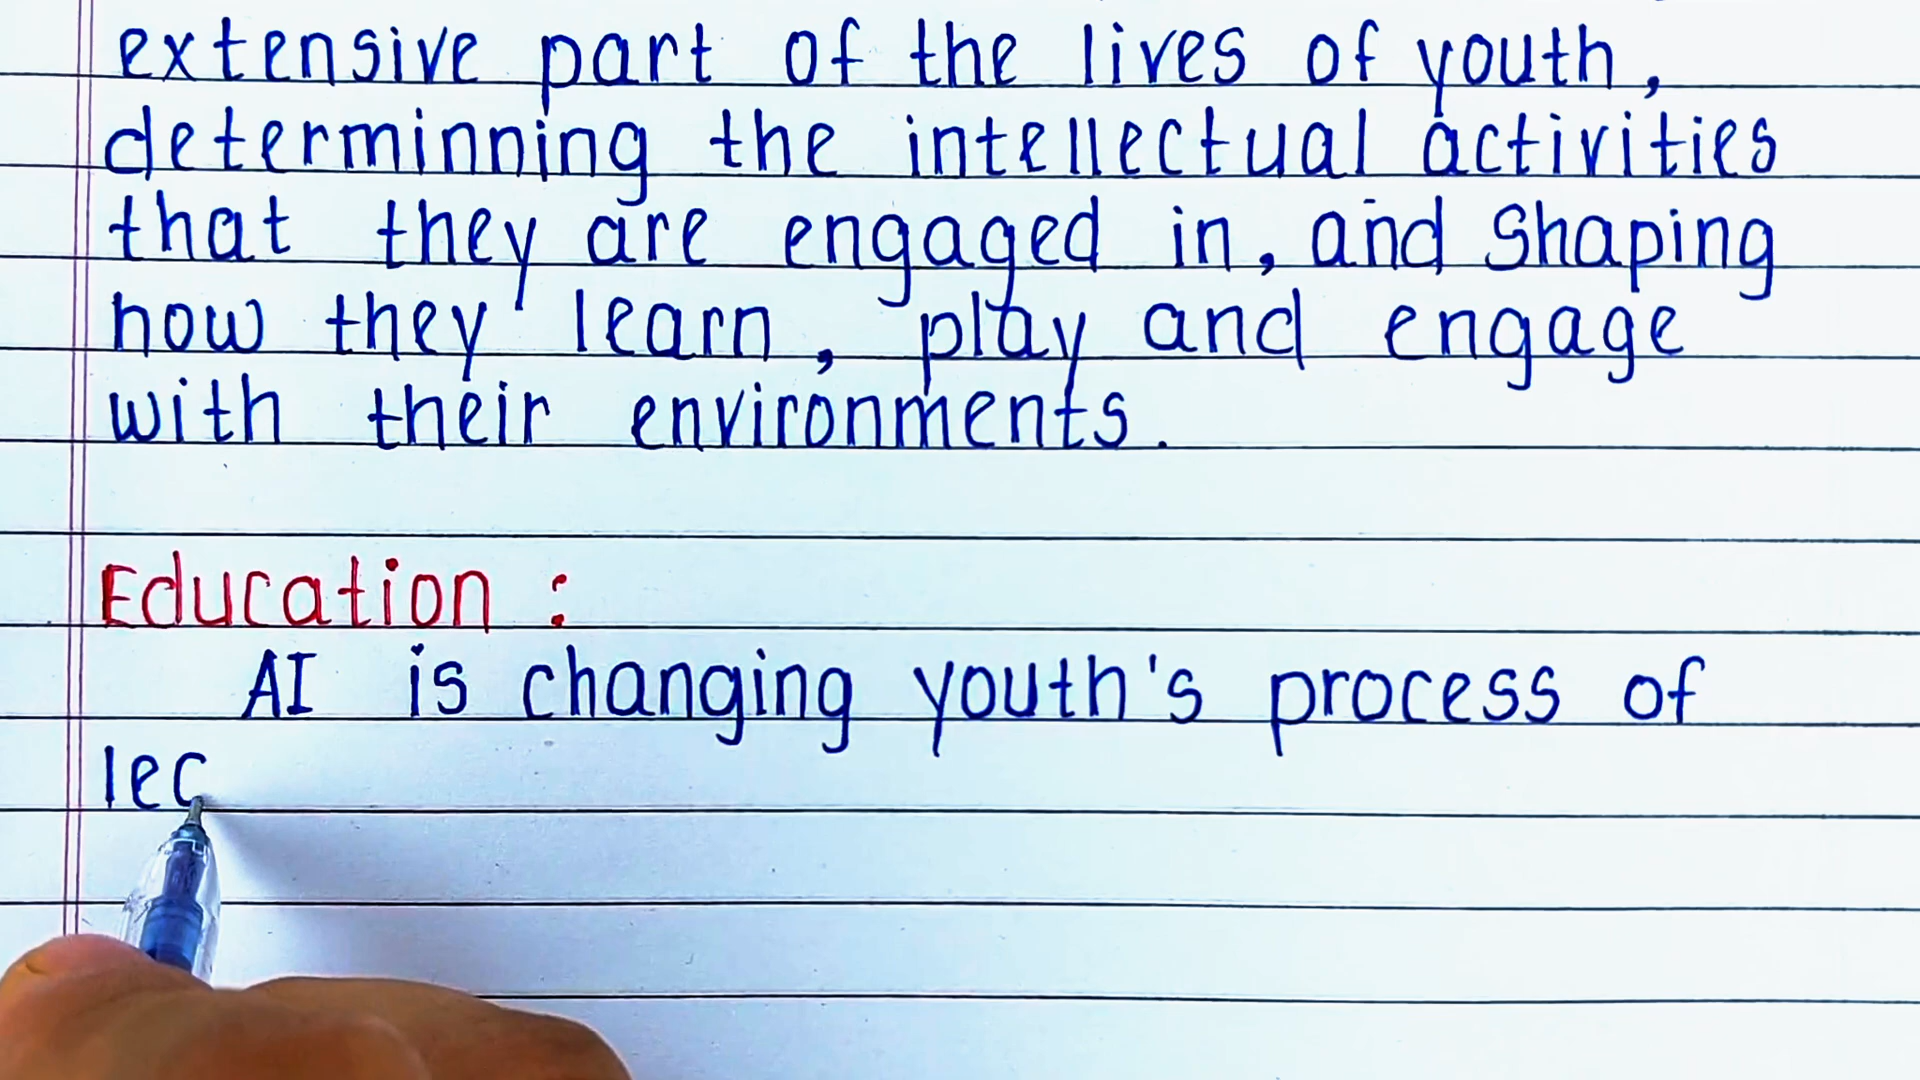 extensive part of the lives of youth,
determinning the intellectual activities
that they are engaged in, and shaping
how they learn, play and engage
with their environments.
Education :
AI is changing youth's process of
lec